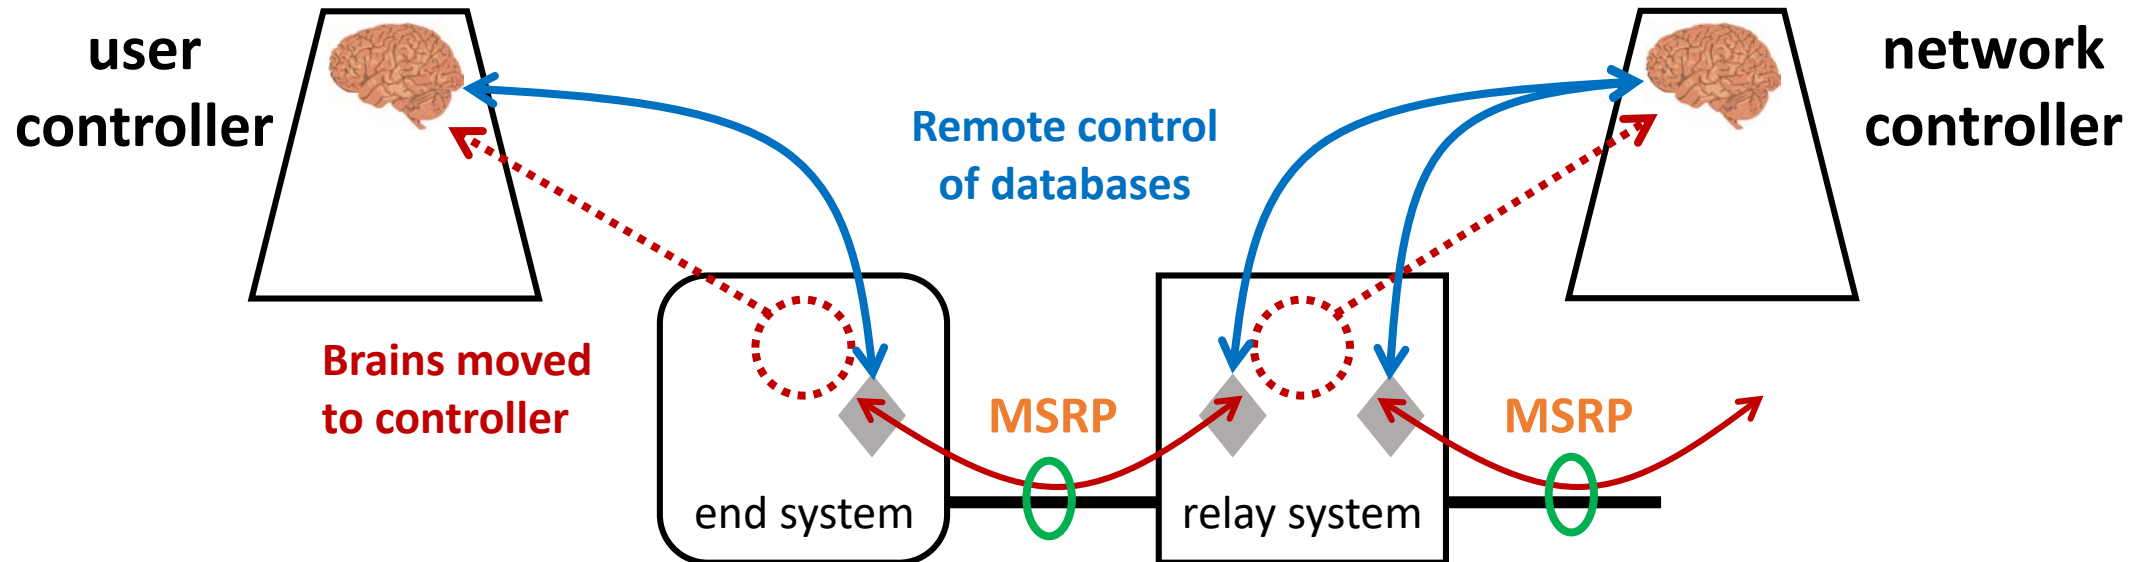 user
controller
network
controller
Remote control
of databases
Brains moved
to controller
MSRP
MSRP
end system
relay system